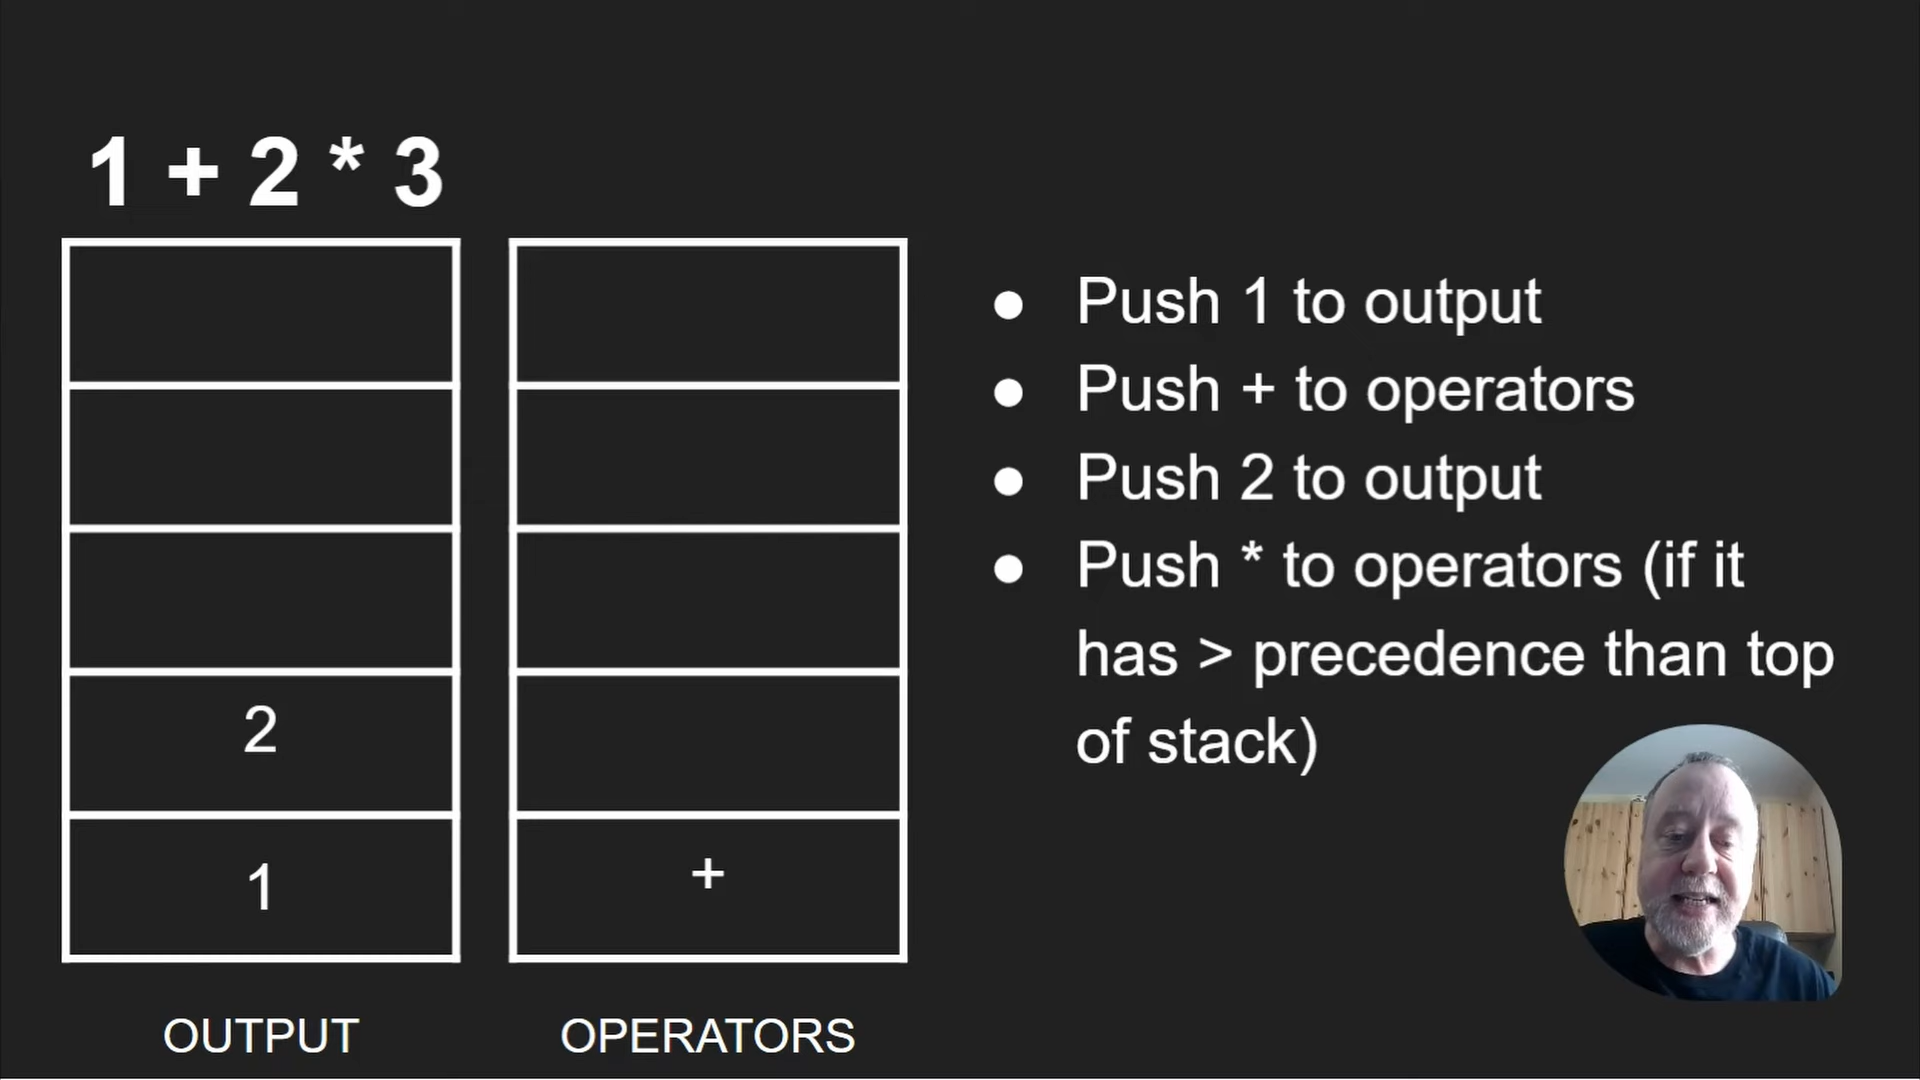 1 + 2 * 3
2
1
+
OUTPUT
OPERATORS
● Push 1 to output
● Push + to operators
● Push 2 to output
● Push * to operators (if it
has > precedence than top
of stack)